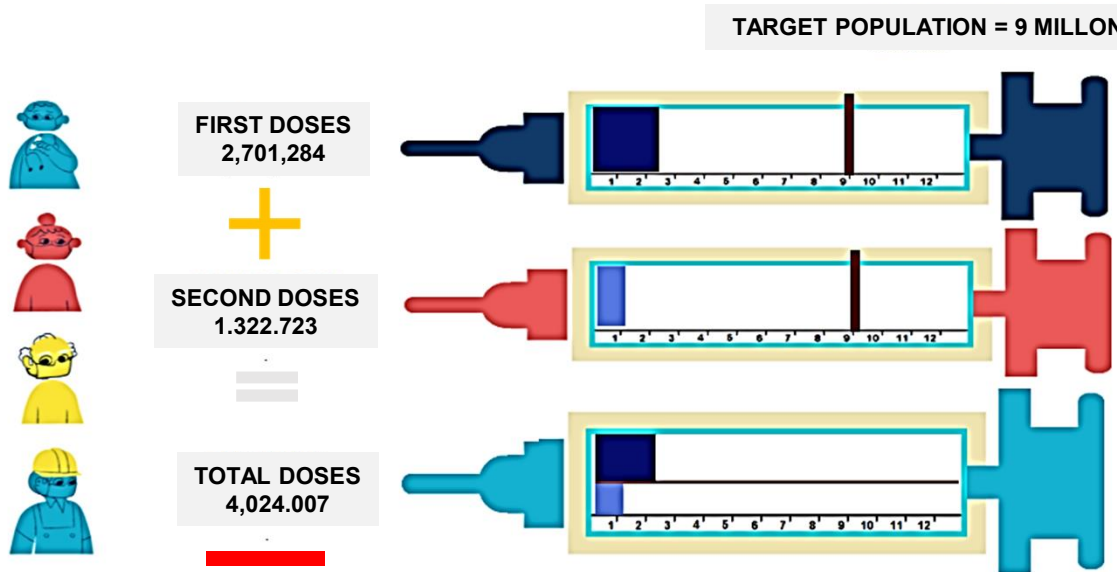 TARGET POPULATION = 9 MILLON
FIRST DOSES
2,701,284
1 2 3 4 5 6 7 8 9 10 11 12
+
SECOND DOSES
1.322.723
.
1 2 3 4 5 6 7 8 9 10 11 12
=
TOTAL DOSES
4,024.007
.
1 2 3 4 5 6 7 8 9 10 11 12